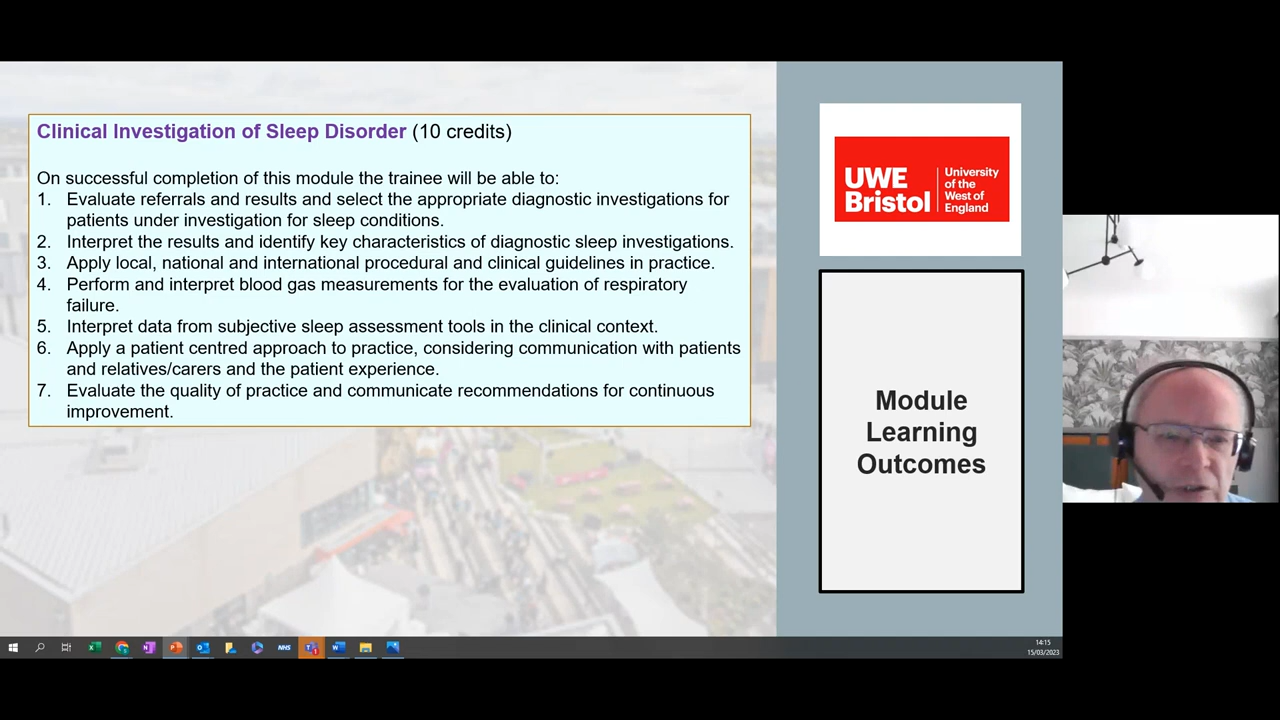 Clinical Investigation of Sleep Disorder (10 credits)
On successful completion of this module the trainee will be able to:
1. Evaluate referrals and results and select the appropriate diagnostic investigations for
patients under investigation for sleep conditions.
2. Interpret the results and identify key characteristics of diagnostic sleep investigations.
3. Apply local, national and international procedural and clinical guidelines in practice.
4. Perform and interpret blood gas measurements for the evaluation of respiratory
failure.
5. Interpret data from subjective sleep assessment tools in the clinical context.
6. Apply a patient centred approach to practice, considering communication with patients
and relatives/carers and the patient experience.
7. Evaluate the quality of practice and communicate recommendations for continuous
improvement.
UWE
Bristol
University
of the
West of
England
Module
Learning
Outcomes
NHS
14:15
15/03/2023